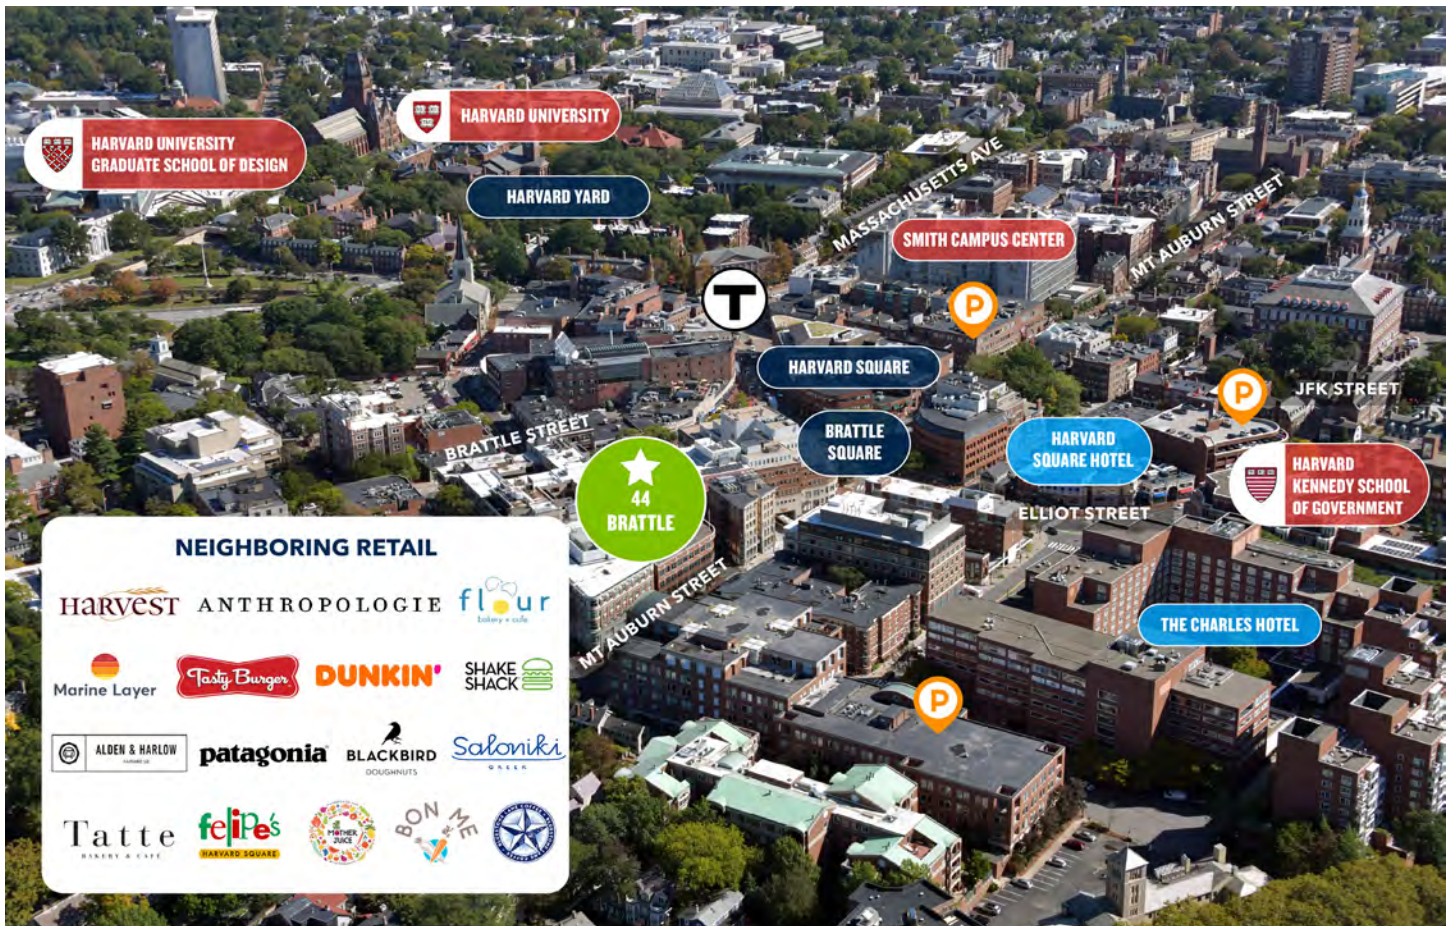 HARVARD UNIVERSITY
GRADUATE SCHOOL OF DESIGN
HARVARD UNIVERSITY
HARVARD YARD
MASSACHUSETTS AVE
SMITH CAMPUS CENTER
MT AUBURN STREET
T
P
HARVARD SQUARE
P
JFK STREET
BRATTLE STREET
BRATTLE
SQUARE
HARVARD
SQUARE HOTEL
HARVARD
KENNEDY SCHOOL
OF GOVERNMENT
44
BRATTLE
ELLIOT STREET
MT AUBURN STREET
THE CHARLES HOTEL
P
NEIGHBORING RETAIL
HARVEST
ANTHROPOLOGIE
flour
bakery + cafe
Marine Layer
Tasty Burger
DUNKIN'
SHAKE
SHACK
ALDEN & HARLOW
patagonia
BLACKBIRD
DOUGHNUTS
Saloniki
GREEK
Tatte
BAKERY & CAFÉ
felipe's
HARVARD SQUARE
MOTHER
JUICE
BON ME